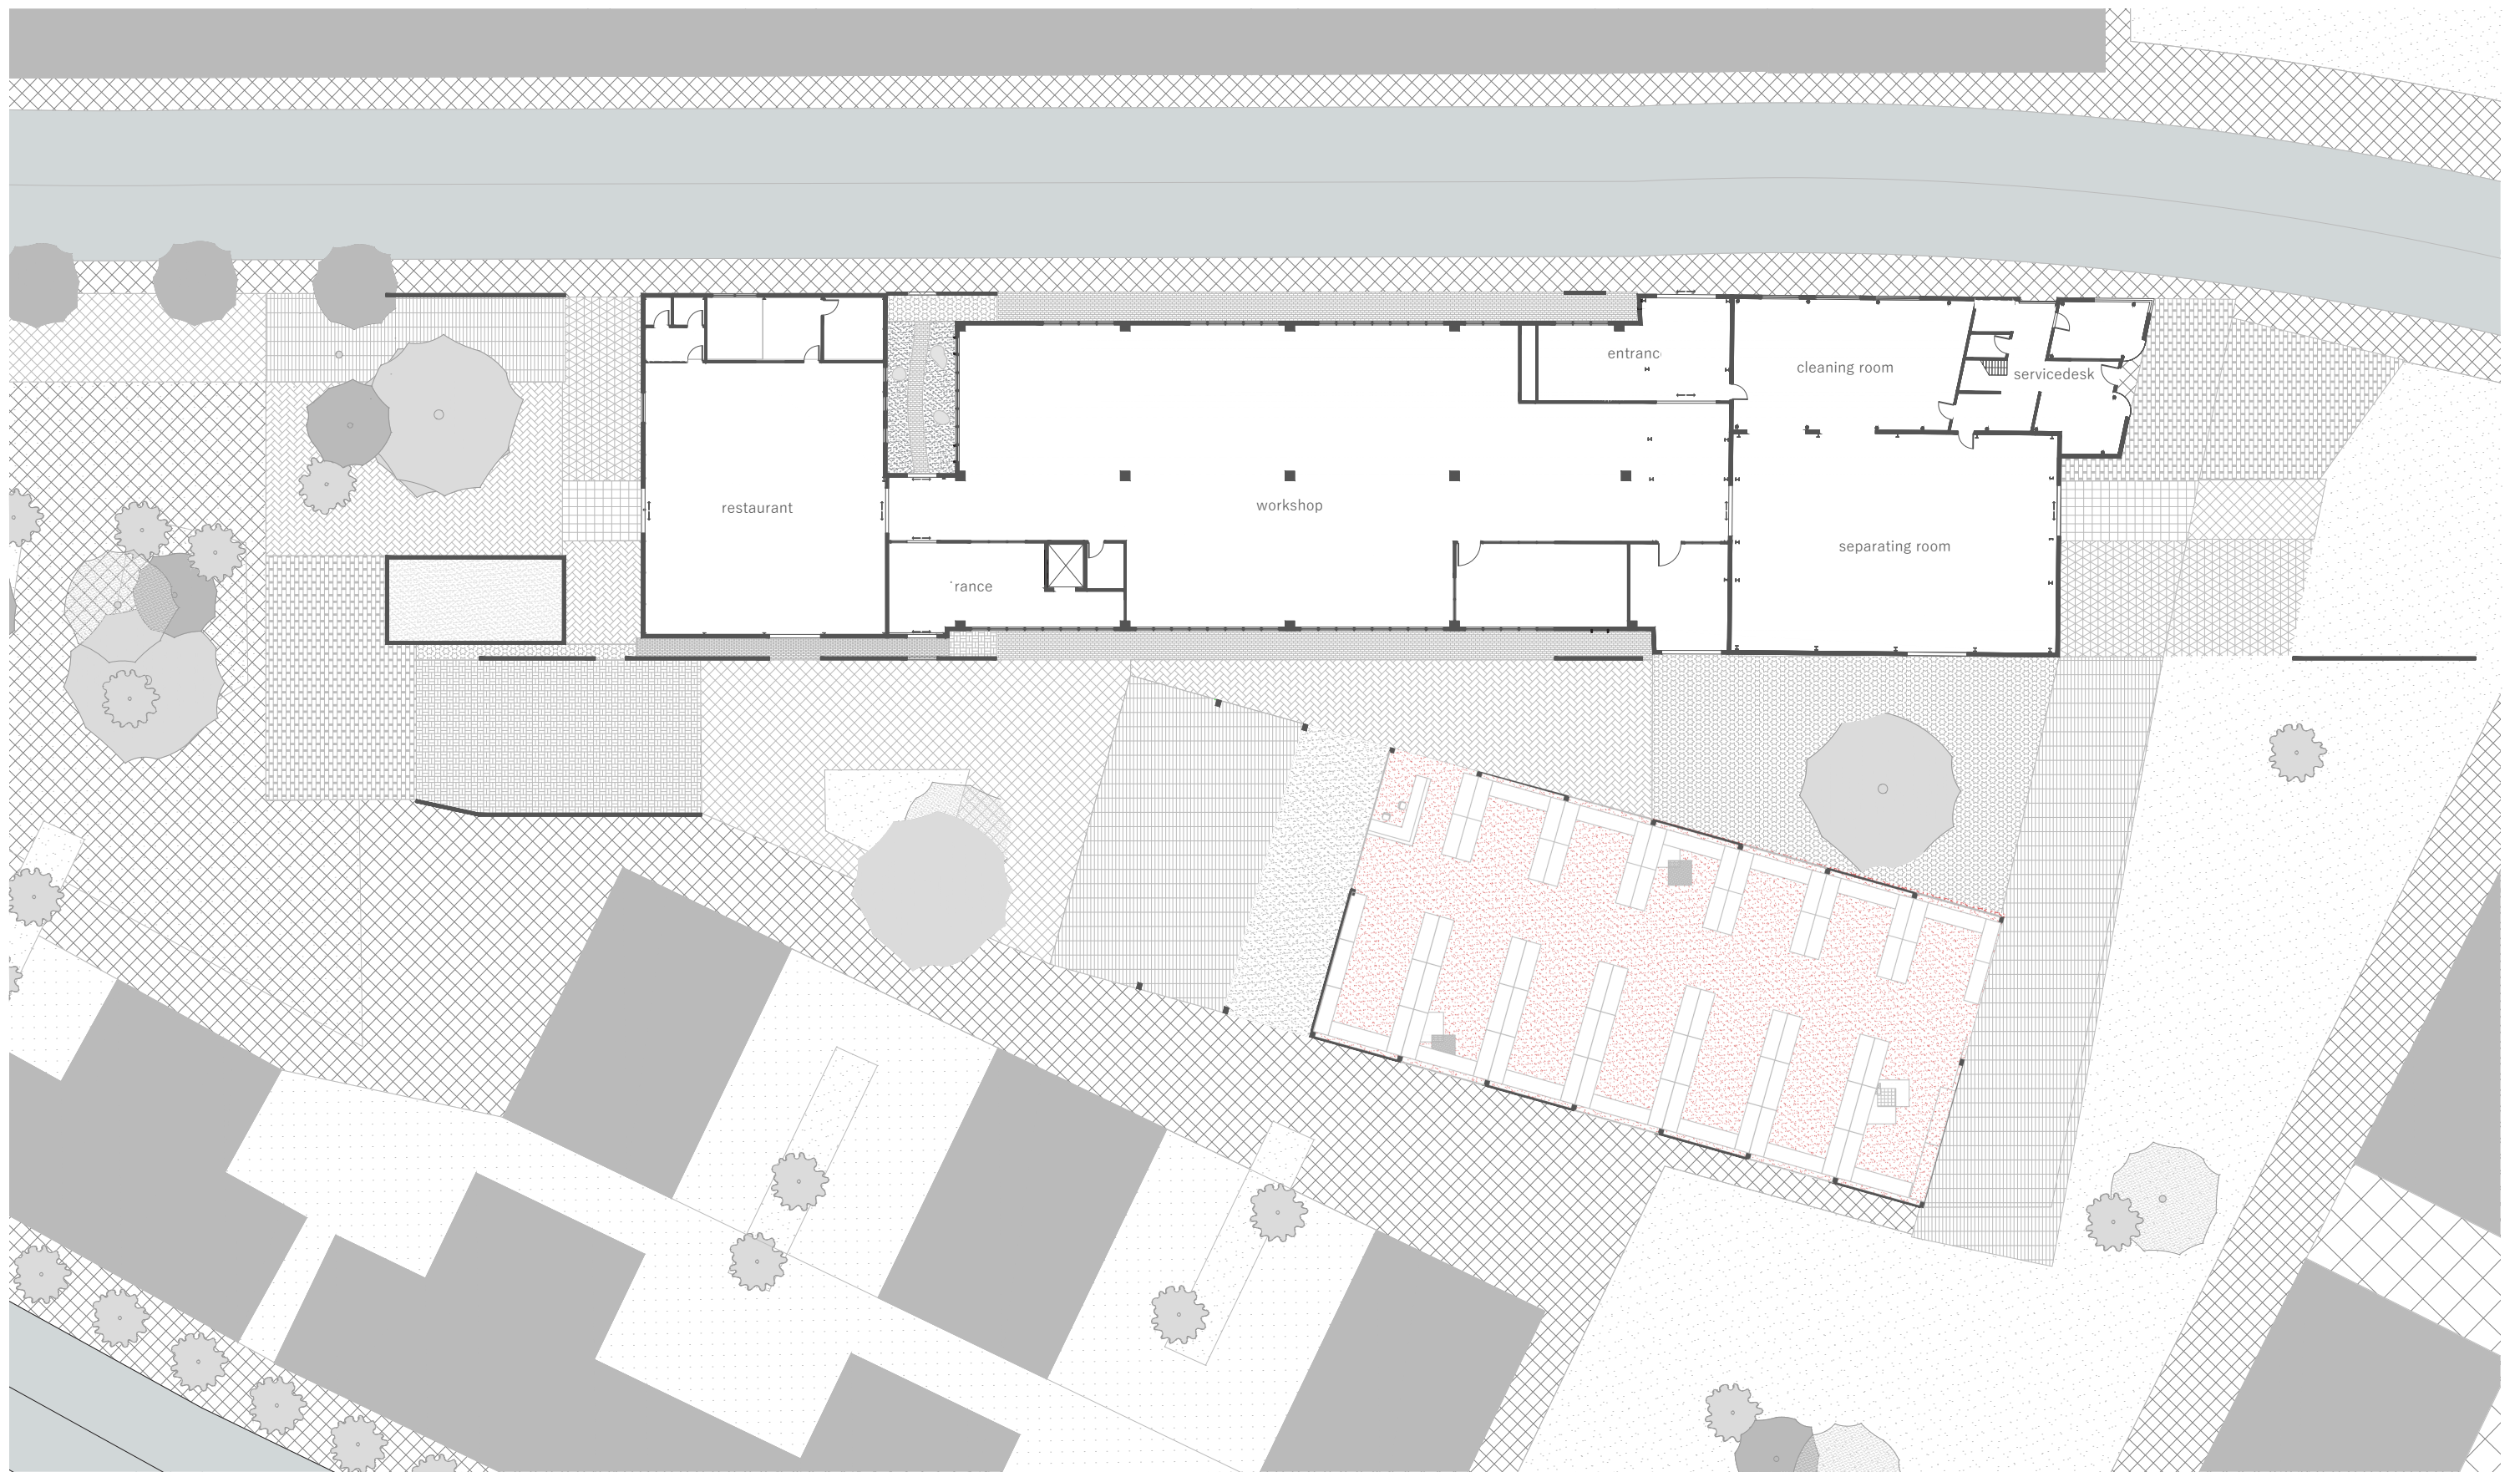 entranc
cleaning room
servicedesk
restaurant
workshop
separating room
rance